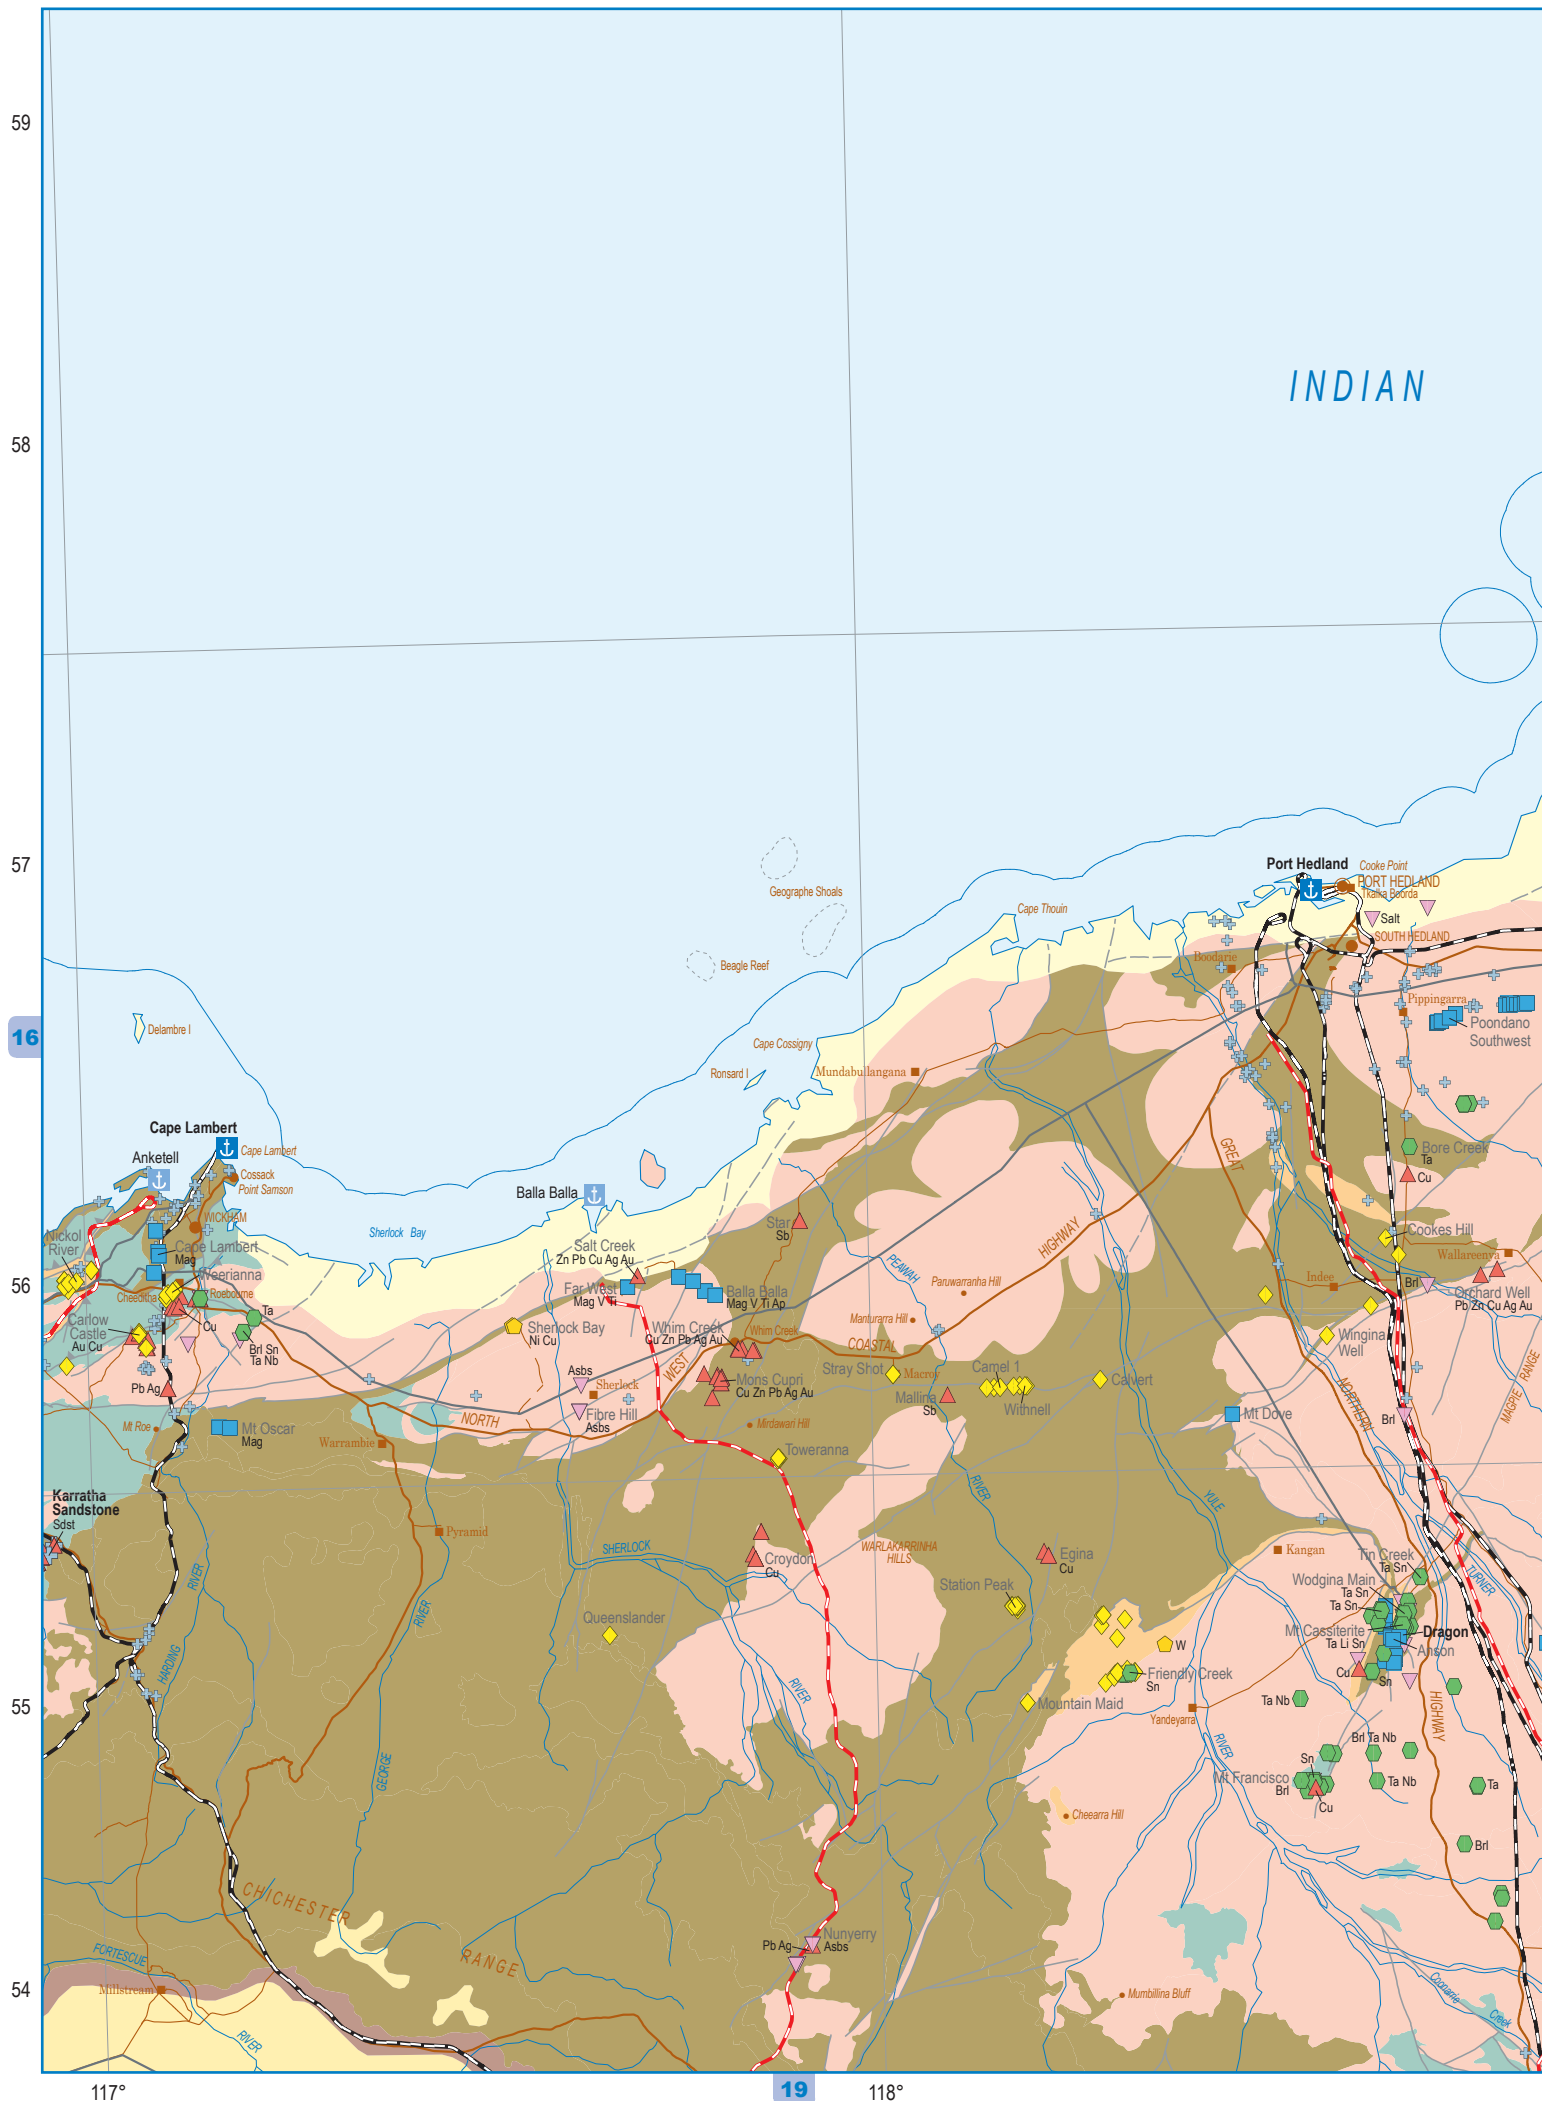 59
INDIAN
58
57
Port Hedland
Cooke Point
PORT HEDLAND
Tkalka Boorda
Salt
SOUTH HEDLAND
Geographe Shoals
Cape Thouin
Beagle Reef
Boodarie
Pippingarra
Poondano
Southwest
16
Delambre I
Cape Cossigny
Ronsard I
Mundabullangana
Cape Lambert
Anketell
Cape Lambert
Cossack
Point Samson
GREAT
Bore Creek
Ta
Cu
Balla Balla
WICKHAM
Nickol
River
Cape Lambert
Mag
Sherlock Bay
Star
Sb
HIGHWAY
Cookes Hill
Wallareenya
Salt Creek
Zn Pb Cu Ag Au
PEAWAH
56
Weerianna
Cheeditha
Roebourne
Far West
Mag V Ti
Balla Balla
Mag V Ti Ap
Paruwarranha Hill
Indee
Brl
Orchard Well
Pb Zn Cu Ag Au
Carlow
Castle
Au Cu
Cu
Ta
Brl Sn
Ta Nb
Sherlock Bay
Ni Cu
Whim Creek
Cu Zn Pb Ag Au
Whim Creek
Manturarra Hill
COASTAL
Wingina
Well
Pb Ag
Asbs
Sherlock
WEST
Mons Cupri
Cu Zn Pb Ag Au
Stray Shot
Macroy
Camel 1
Calvert
MAGPIE RANGE
Mallina
Sb
Withnell
Mt Roe
Mt Oscar
Mag
NORTH
Fibre Hill
Asbs
Mirdawari Hill
Mt Dove
NORTHERN
Brl
Warrambie
Toweranna
Karratha
Sandstone
Sdst
RIVER
YULE
Pyramid
SHERLOCK
Croydon
Cu
WARLAKARRINHA
HILLS
Egina
Cu
Kangan
Tin Creek
Ta Sn
TURNER
RIVER
Station Peak
Wodgina Main
Ta Sn
Ta Sn
RIVER
Queenslander
W
Mt Cassiterite
Ta Li Sn
Dragon
Anson
HARDING
RIVER
Friendly Creek
Sn
Cu
Sn
55
Mountain Maid
Yandeyarra
Ta Nb
HIGHWAY
RIVER
Brl Ta Nb
GEORGE
Sn
Mt Francisco
Brl
Ta Nb
Ta
Cu
Cheearra Hill
Brl
CHICHESTER
RANGE
Nunyerry
Pb Ag
Asbs
FORTESCUE
54
Millstream
Mumbillina Bluff
Coonarrie
Creek
RIVER
117°
19
118°